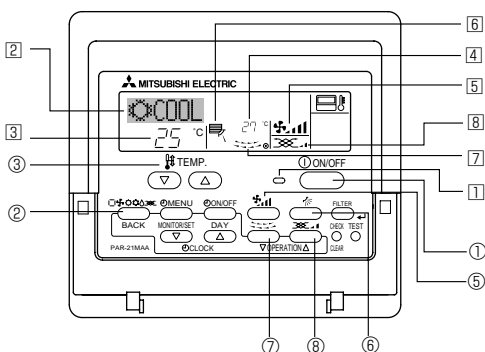 6
2
4
5
MITSUBISHI ELECTRIC
COOL
27 °C
3
25 °C
8
7
③ TEMP.
ON/OFF
1
② MENU ON/OFF FILTER
BACK MONITOR/SET DAY CHECK TEST
PAR-21MAA CLOCK OPERATION CLEAR
①
⑤
⑦ ⑧ ⑥